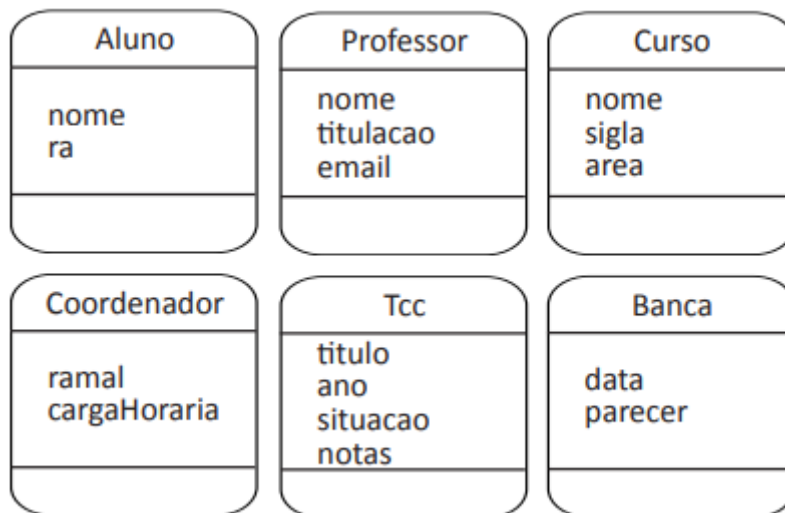 Aluno
nome
ra
Professor
nome
titulacao
email
Curso
nome
sigla
area
Coordenador
ramal
cargaHoraria
Tcc
titulo
ano
situacao
notas
Banca
data
parecer